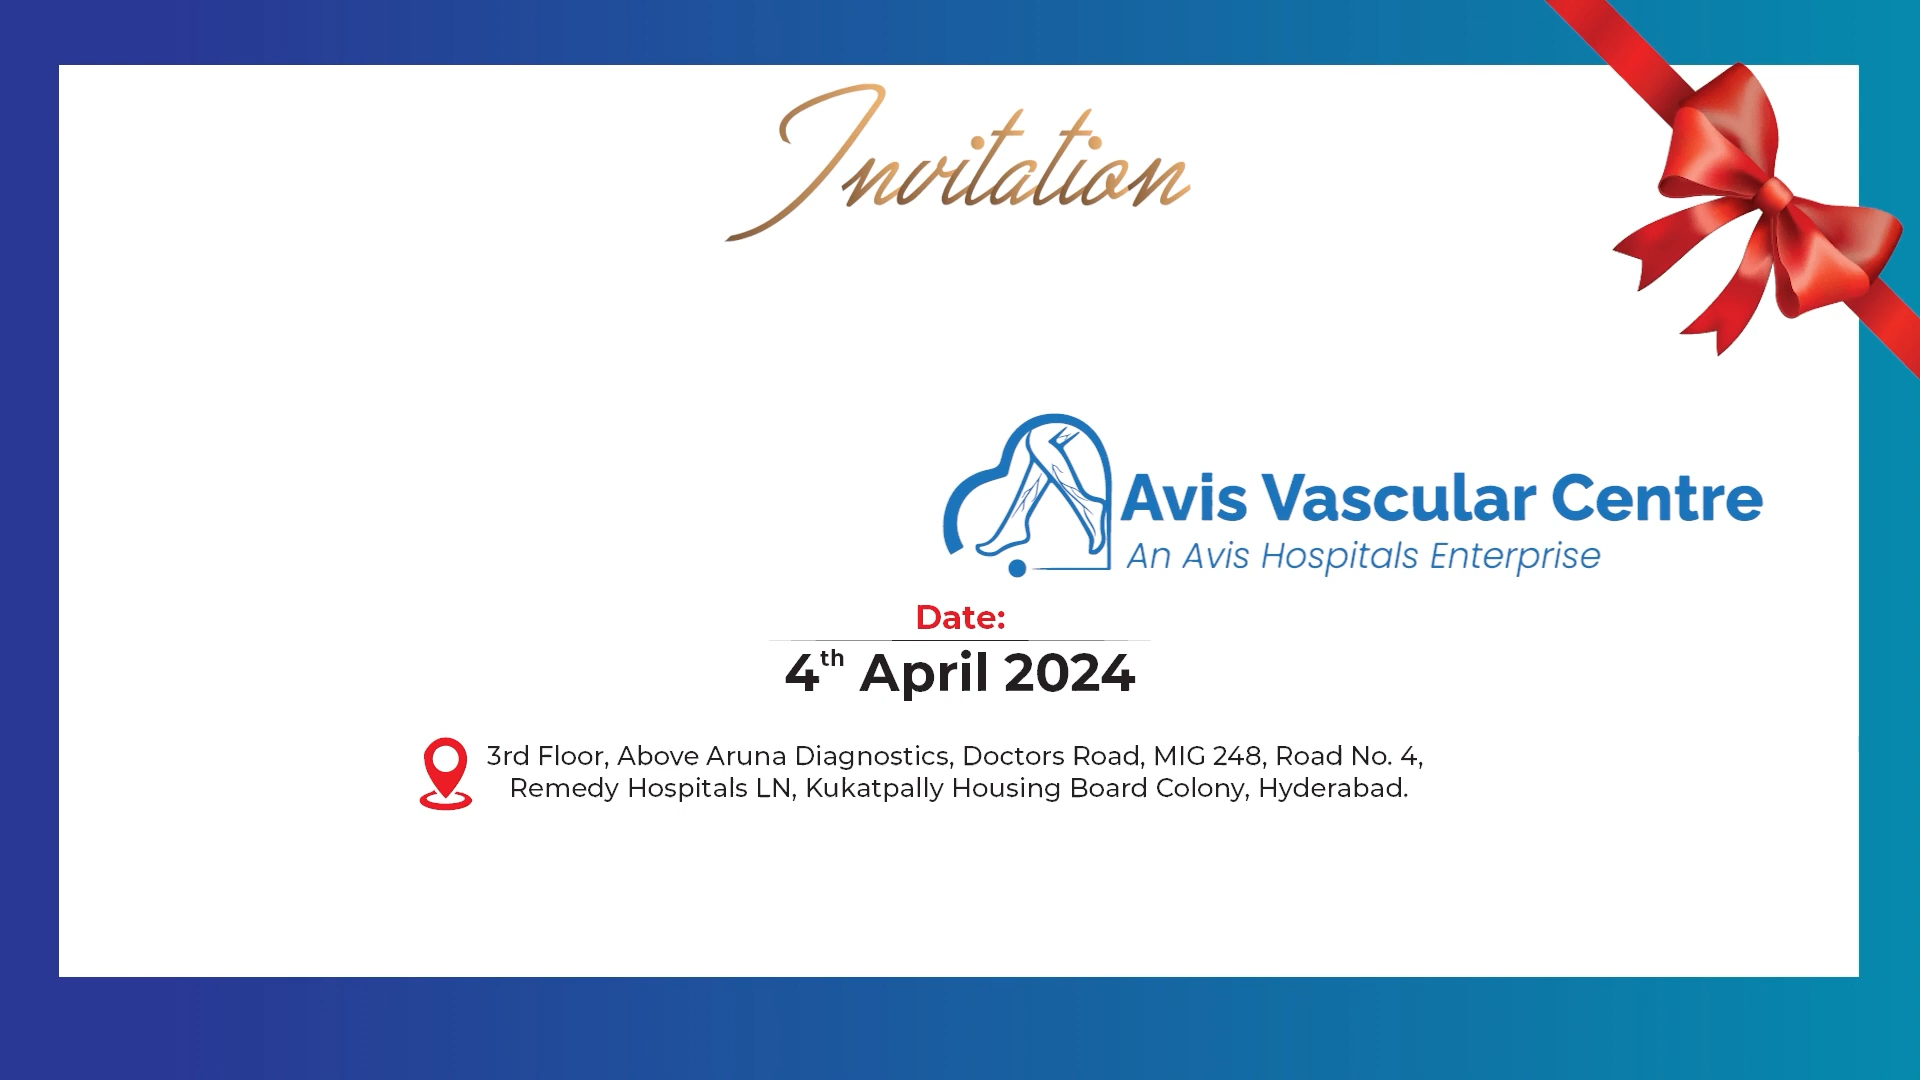 Invitation
Avis Vascular Centre
An Avis Hospitals Enterprise
Date:
4th April 2024
3rd Floor, Above Aruna Diagnostics, Doctors Road, MIG 248, Road No. 4,
Remedy Hospitals LN, Kukatpally Housing Board Colony, Hyderabad.